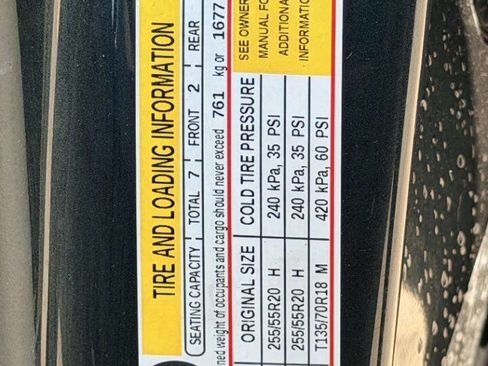 TIRE AND LOADING INFORMATION
SEATING CAPACITY TOTAL 7 FRONT 2 REAR
ned weight of occupants and cargo should never exceed 761 kg or 1677
ORIGINAL SIZE COLD TIRE PRESSURE SEE OWNER
255/55R20 H 240 kPa, 35 PSI MANUAL FO
255/55R20 H 240 kPa, 35 PSI ADDITIONA
T135/70R18 M 420 kPa, 60 PSI INFORMATION